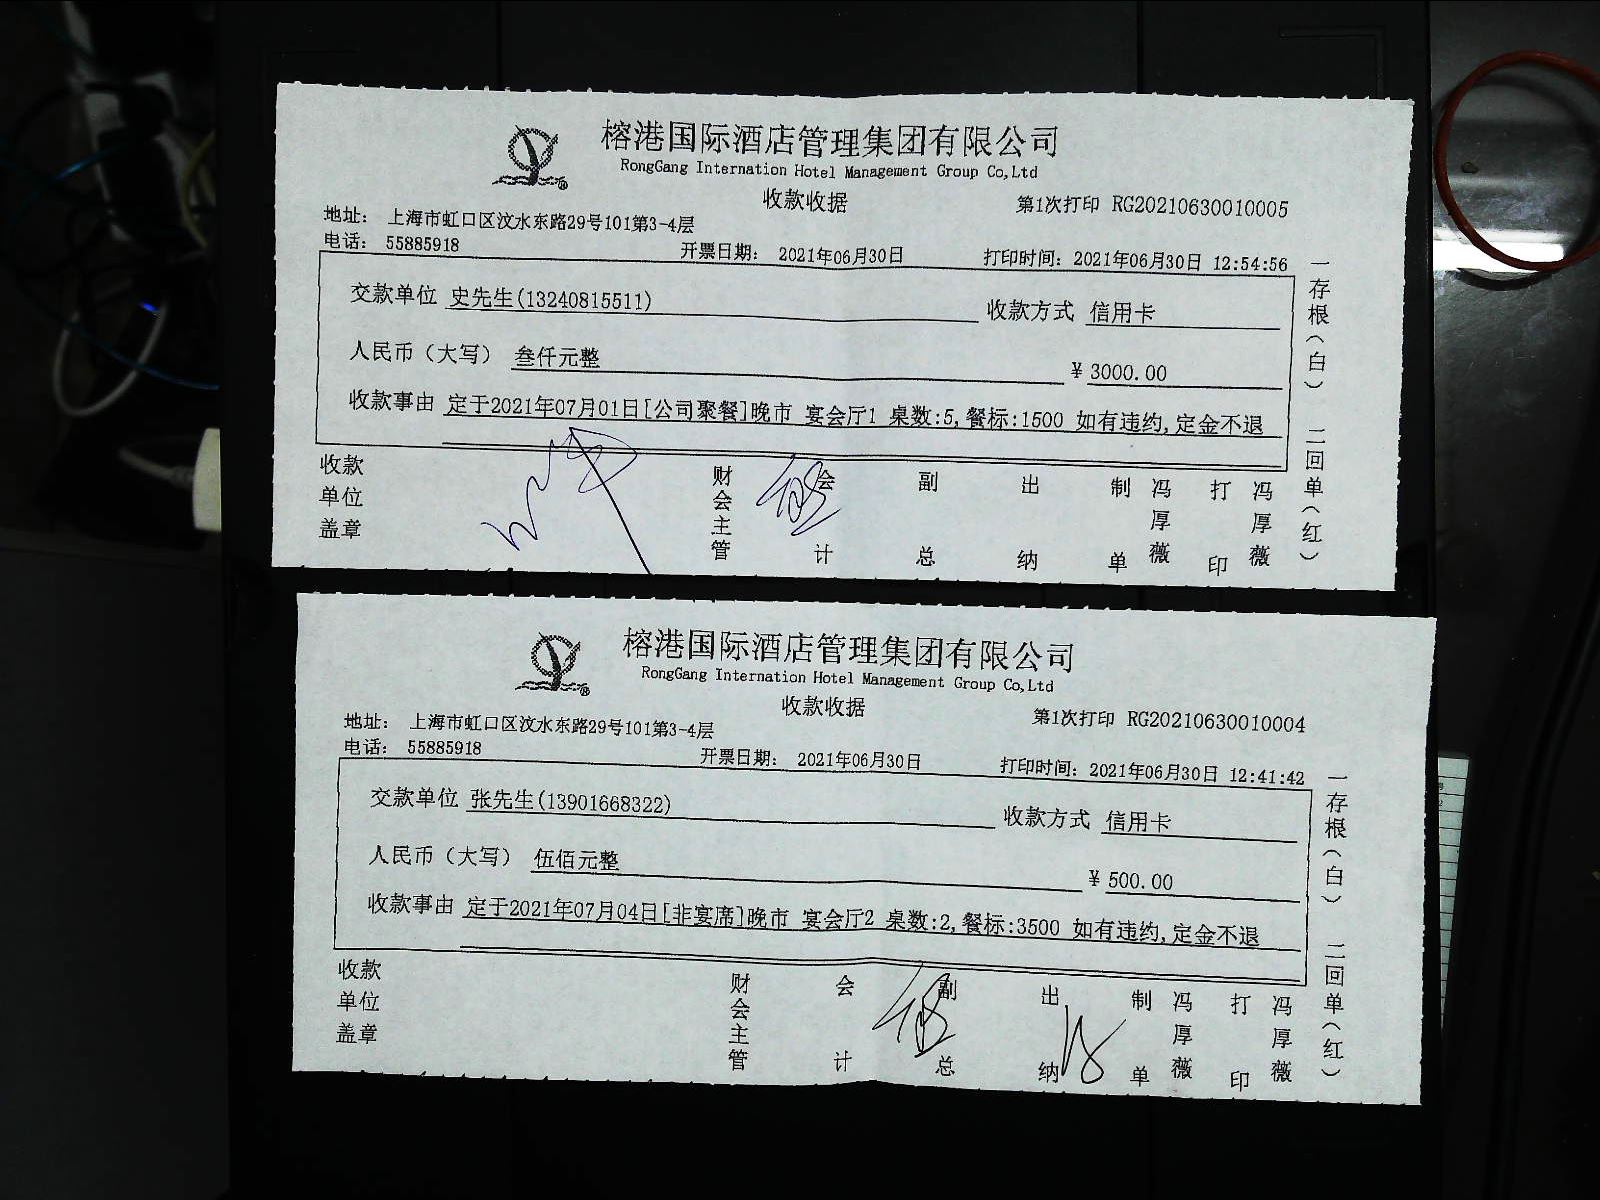 榕港国际酒店管理集团有限公司
RongGang Internation Hotel Management Group Co,Ltd
收款收据
第1次打印 RG20210630010005
地址: 上海市虹口区汶水东路29号101第3-4层
电话: 55885918 开票日期: 2021年06月30日 打印时间: 2021年06月30日 12:54:56
交款单位 史先生(13240815511) 收款方式 信用卡
人民币（大写） 叁仟元整 ¥ 3000.00
收款事由 定于2021年07月01日[公司聚餐]晚市 宴会厅1 桌数:5,餐标:1500 如有违约,定金不退
收款单位盖章 财会主管 会计 副总 出纳 制单 冯厚薇 打印 冯厚薇
一存根(白) 二回单(红)
榕港国际酒店管理集团有限公司
RongGang Internation Hotel Management Group Co,Ltd
收款收据
第1次打印 RG20210630010004
地址: 上海市虹口区汶水东路29号101第3-4层
电话: 55885918 开票日期: 2021年06月30日 打印时间: 2021年06月30日 12:41:42
交款单位 张先生(13901668322) 收款方式 信用卡
人民币（大写） 伍佰元整 ¥ 500.00
收款事由 定于2021年07月04日[非宴席]晚市 宴会厅2 桌数:2,餐标:3500 如有违约,定金不退
收款单位盖章 财会主管 会计 副总 出纳 制单 冯厚薇 打印 冯厚薇
一存根(白) 二回单(红)